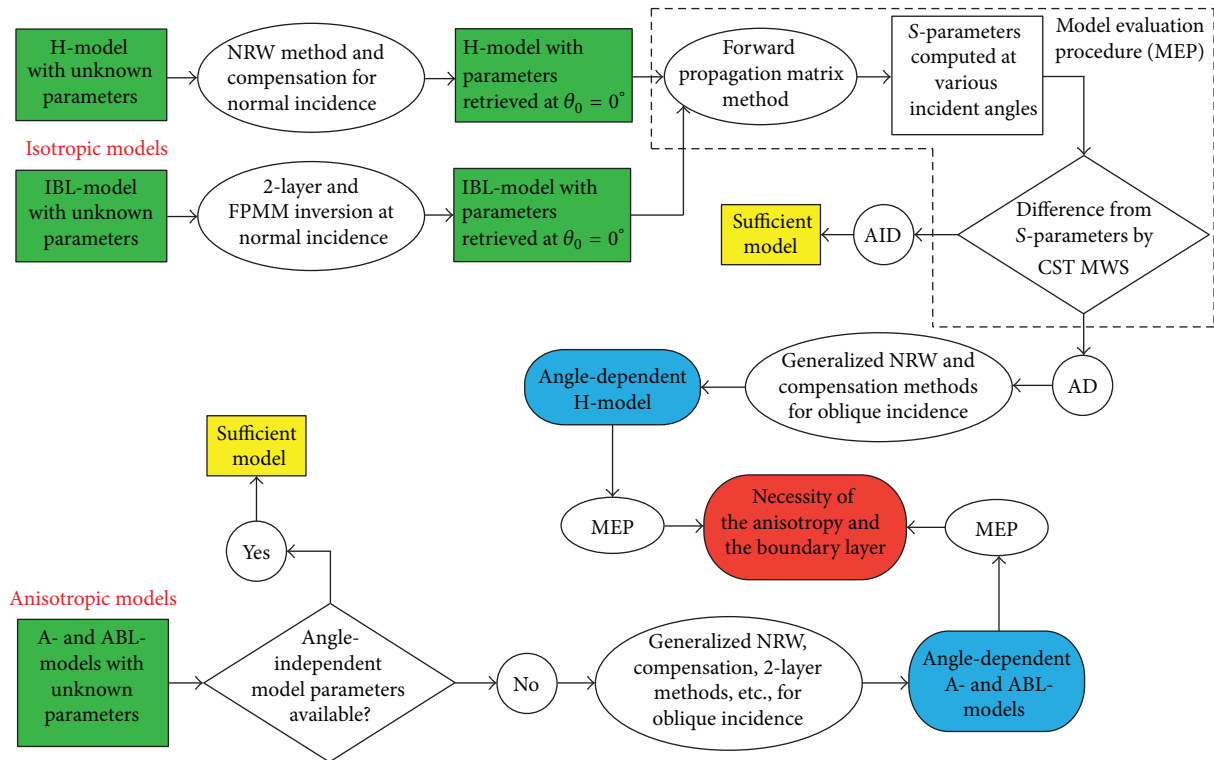 H-model
with unknown
parameters
NRW method and
compensation for
normal incidence
H-model with
parameters
retrieved at θ₀ = 0°
Forward
propagation matrix
method
S-parameters
computed at
various
incident angles
Model evaluation
procedure (MEP)
Isotropic models
IBL-model
with unknown
parameters
2-layer and
FPMM inversion at
normal incidence
IBL-model with
parameters
retrieved at θ₀ = 0°
Sufficient
model
AID
Difference from
S-parameters by
CST MWS
Angle-dependent
H-model
Generalized NRW and
compensation methods
for oblique incidence
AD
Sufficient
model
Yes
MEP
Necessity of
the anisotropy and
the boundary layer
MEP
Anisotropic models
A- and ABL-
models with
unknown
parameters
Angle-
independent
model parameters
available?
No
Generalized NRW,
compensation, 2-layer
methods, etc., for
oblique incidence
Angle-dependent
A- and ABL-
models